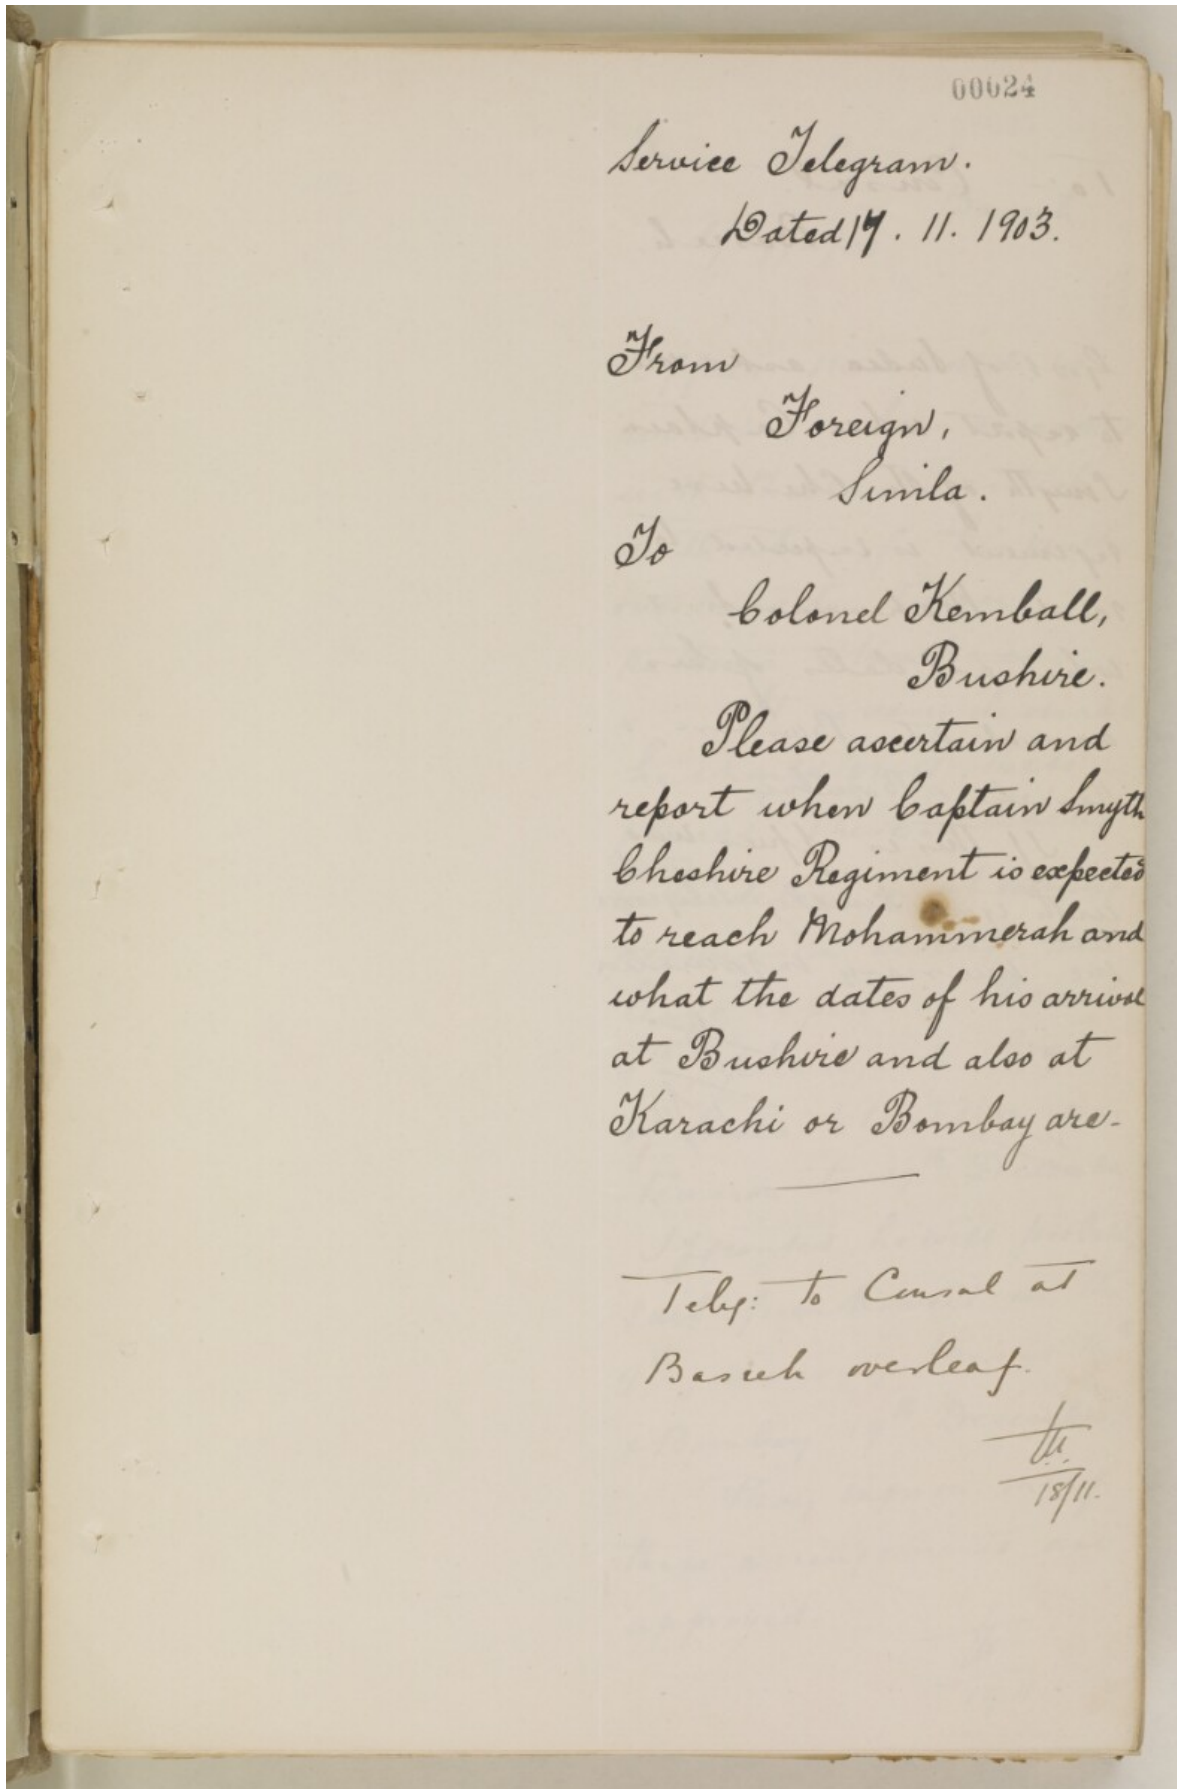 00024
Service Telegram.
Dated 17. 11. 1903.
From
Foreign,
Simla.
To
Colonel Kemball,
Bushire.
Please ascertain and
report when Captain Smyth
Cheshire Regiment is expected
to reach Mohammerah and
what the dates of his arrival
at Bushire and also at
Karachi or Bombay are-
Teleg: to Consul at
Basreh overleaf.
18/11.